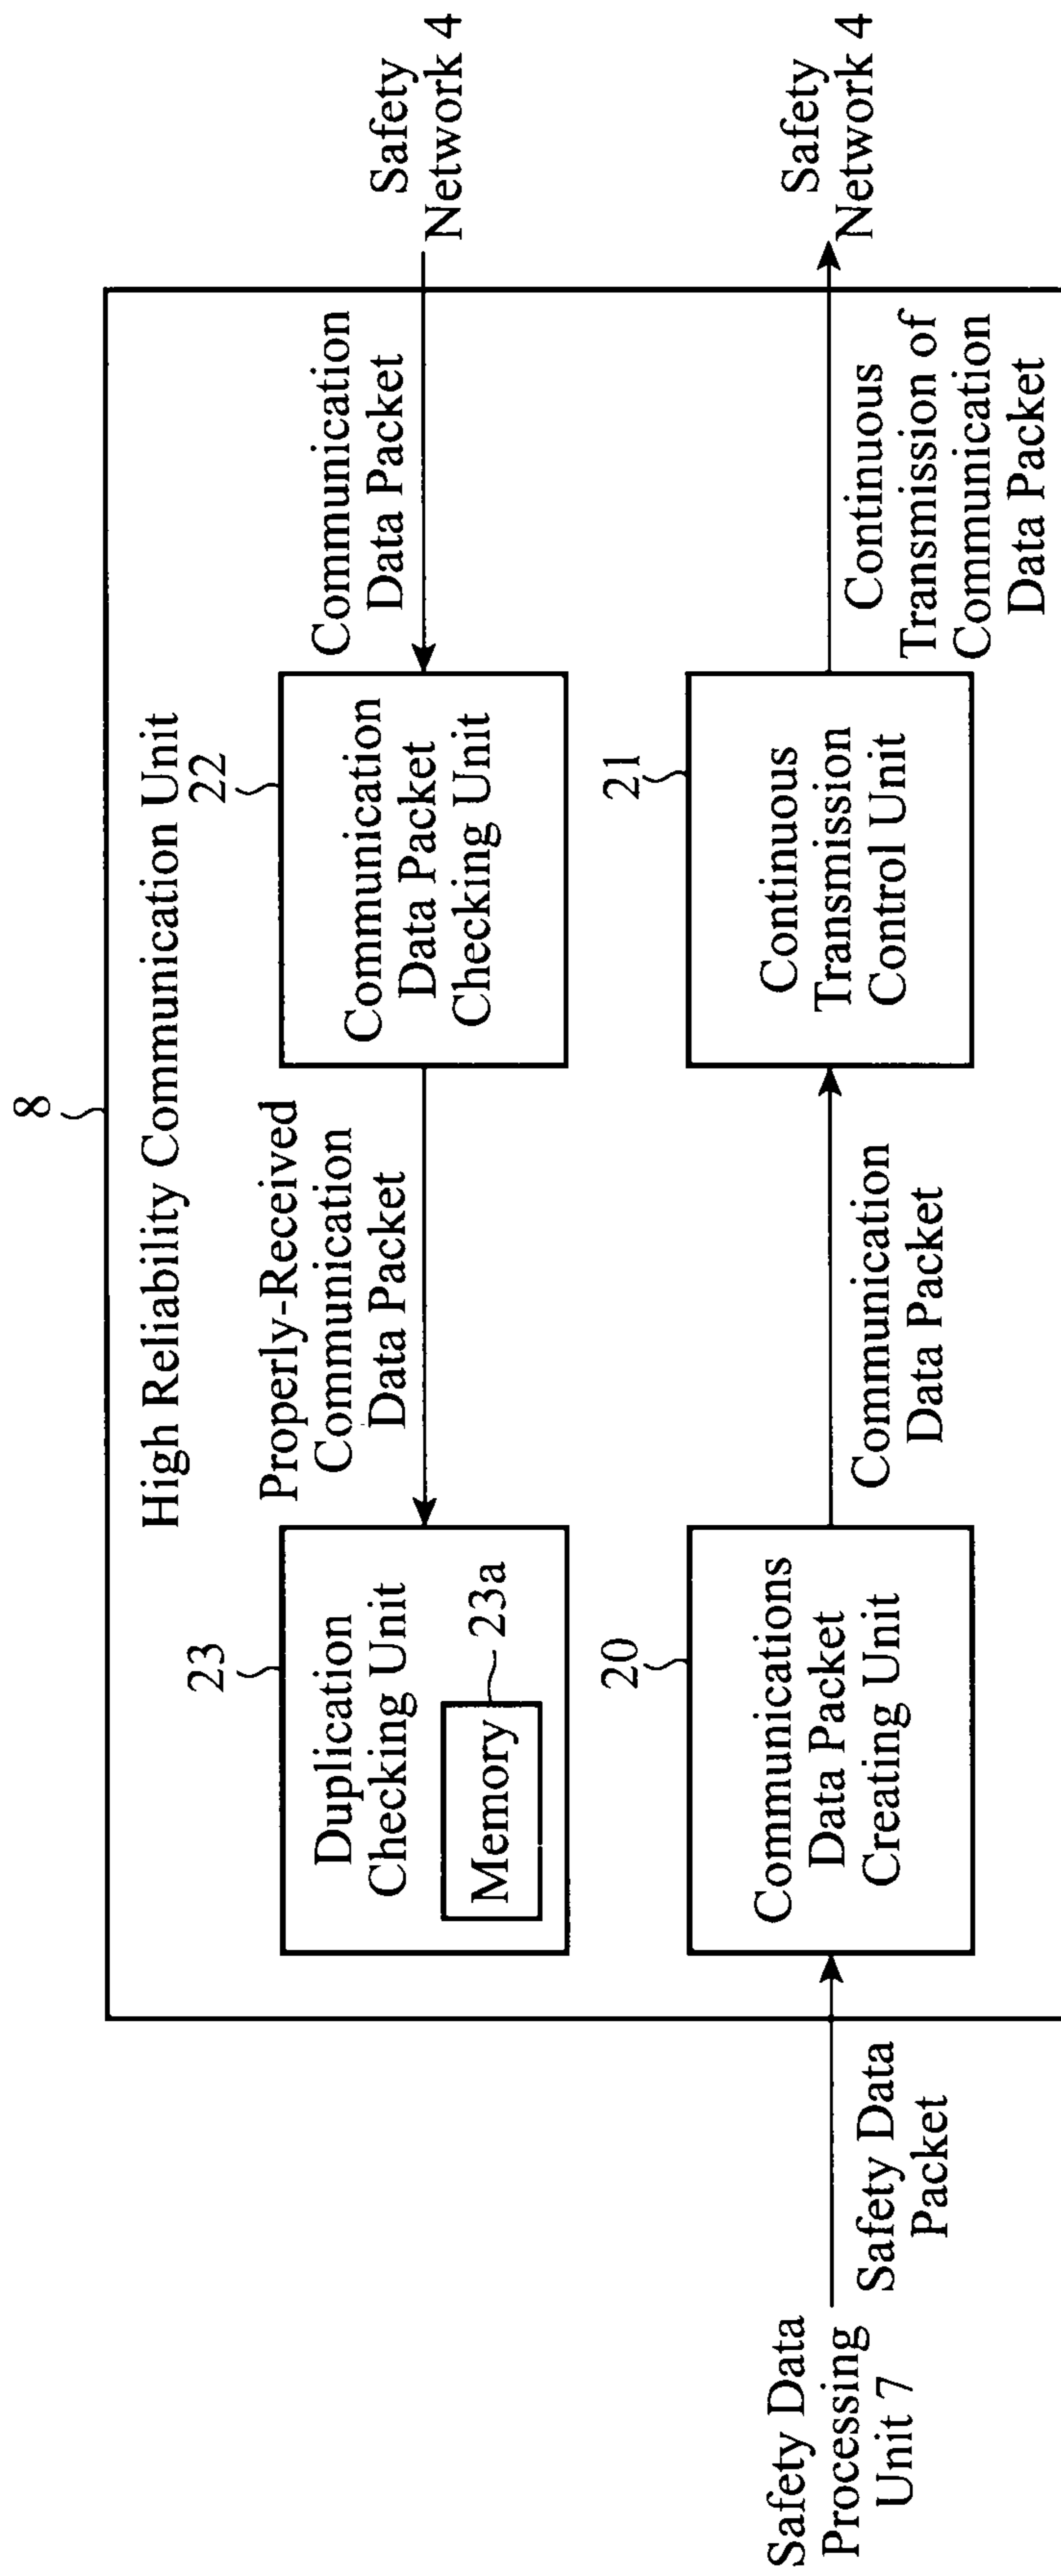 8
High Reliability Communication Unit
23
Duplication
Checking Unit
Memory
23a
Properly-Received
Communication
Data Packet
22
Communication
Data Packet
Checking Unit
Communication
Data Packet
Safety
Network 4
Safety Data
Processing
Unit 7
Safety Data
Packet
20
Communications
Data Packet
Creating Unit
Communication
Data Packet
21
Continuous
Transmission
Control Unit
Continuous
Transmission of
Communication
Data Packet
Safety
Network 4